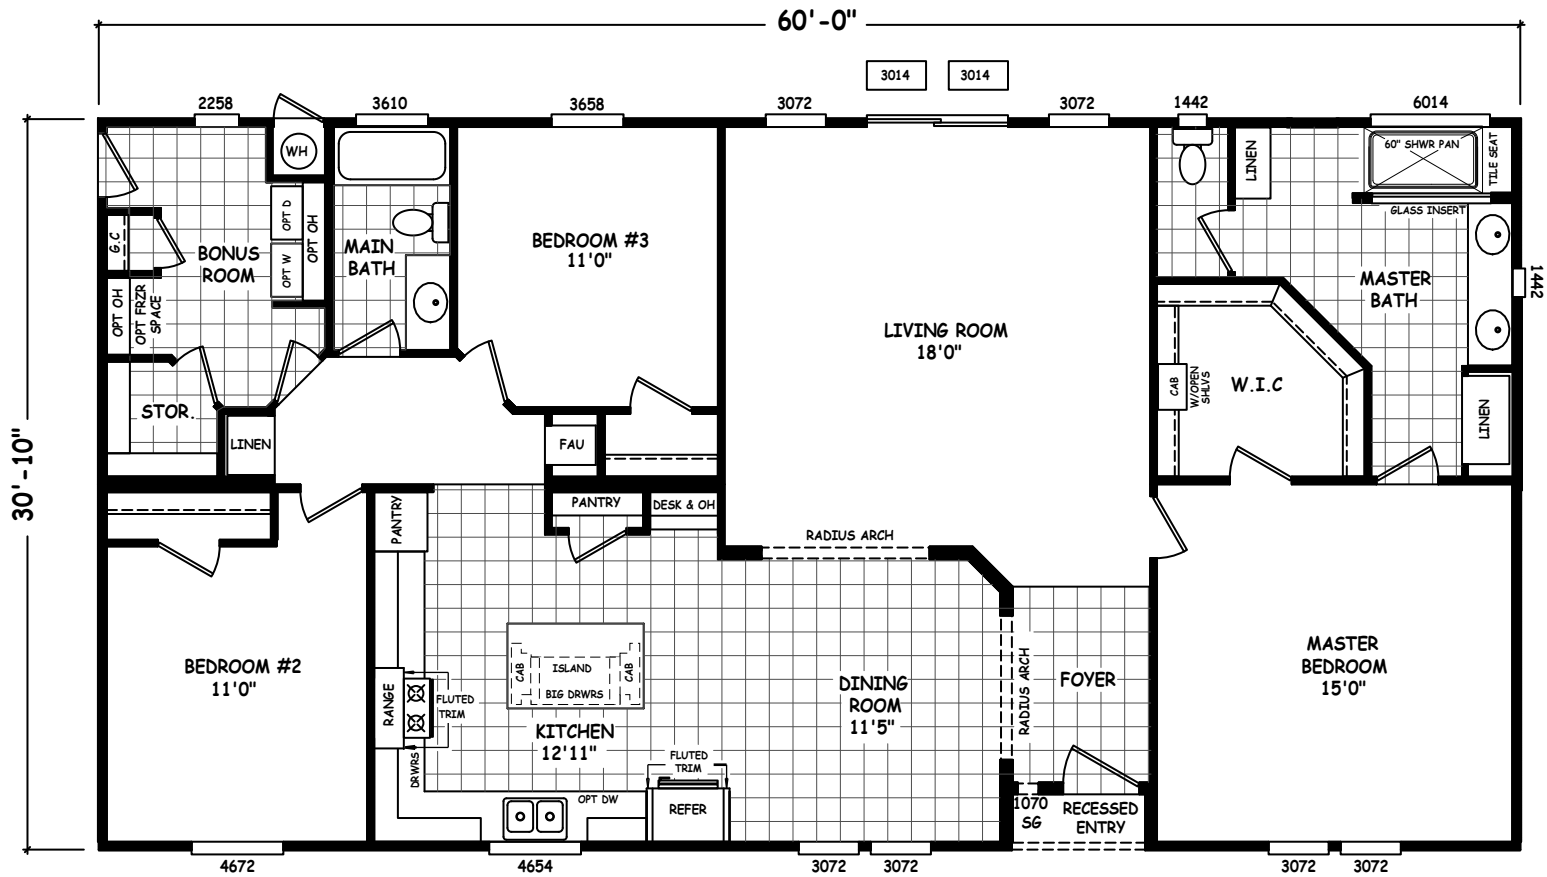 60'-0"
3014
3014
2258
3610
3658
3072
3072
1442
6014
WH
LINEN
60" SHWR PAN
TILE SEAT
GLASS INSERT
OPT D
OPT W
OPT OH
G.C
BONUS
ROOM
MAIN
BATH
BEDROOM #3
11'0"
LIVING ROOM
18'0"
MASTER
BATH
1442
OPT OH
OPT FRZR
SPACE
STOR.
LINEN
FAU
CAB
W/OPEN
SHLVS
W.I.C
LINEN
30'-10"
PANTRY
PANTRY
DESK & OH
RADIUS ARCH
BEDROOM #2
11'0"
RANGE
FLUTED
TRIM
DRWRS
CAB
ISLAND
BIG DRWRS
CAB
KITCHEN
12'11"
DINING
ROOM
11'5"
RADIUS ARCH
FOYER
MASTER
BEDROOM
15'0"
FLUTED
TRIM
OPT DW
REFER
1070
SG
RECESSED
ENTRY
4672
4654
3072
3072
3072
3072